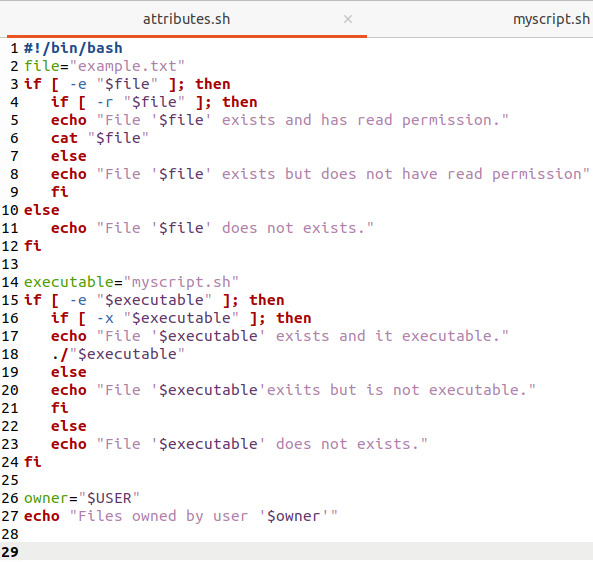 attributes.sh × myscript.sh
1 #!/bin/bash
2 file="example.txt"
3 if [ -e "$file" ]; then
4    if [ -r "$file" ]; then
5    echo "File '$file' exists and has read permission."
6    cat "$file"
7    else
8    echo "File '$file' exists but does not have read permission"
9    fi
10 else
11    echo "File '$file' does not exists."
12 fi
13
14 executable="myscript.sh"
15 if [ -e "$executable" ]; then
16    if [ -x "$executable" ]; then
17    echo "File '$executable' exists and it executable."
18    ./"$executable"
19    else
20    echo "File '$executable'exiits but is not executable."
21    fi
22    else
23    echo "File '$executable' does not exists."
24 fi
25
26 owner="$USER"
27 echo "Files owned by user '$owner'"
28
29